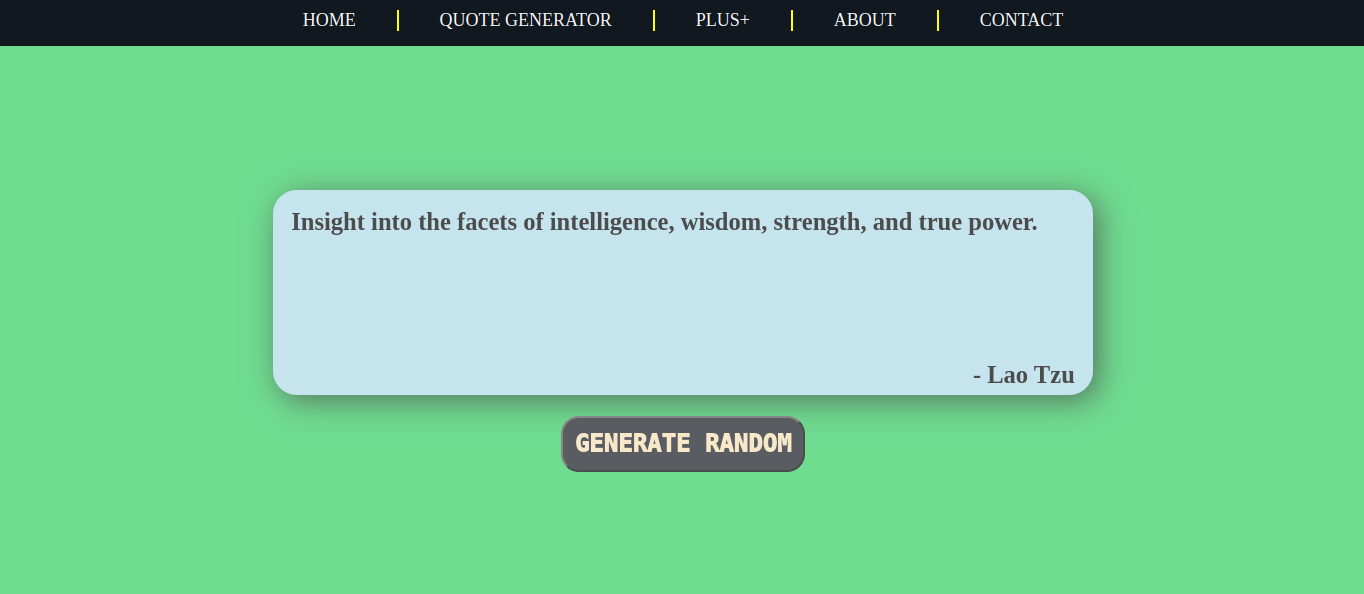 HOME QUOTE GENERATOR PLUS+ ABOUT CONTACT
Insight into the facets of intelligence, wisdom, strength, and true power.
- Lao Tzu
GENERATE RANDOM